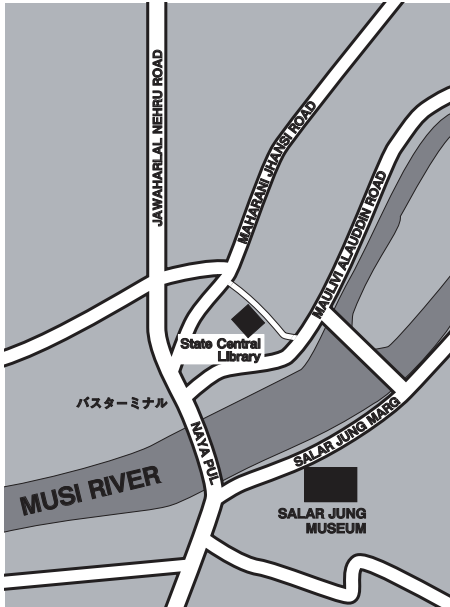 JAWAHARLAL NEHRU ROAD
MAHARANI JHANSI ROAD
MAULIVI ALAUDDIN ROAD
State Central
Library
バスターミナル
NAYA PUL
SALAR JUNG MARG
MUSI RIVER
SALAR JUNG
MUSEUM